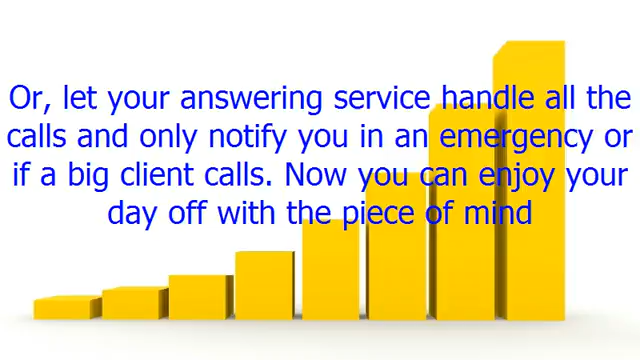 Or, let your answering service handle all the
calls and only notify you in an emergency or
if a big client calls. Now you can enjoy your
day off with the piece of mind